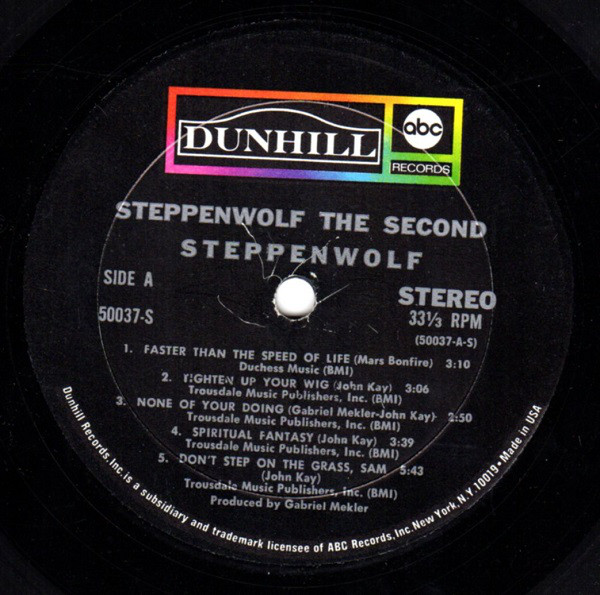 DUNHILL
abc
RECORDS
STEPPENWOLF THE SECOND
STEPPENWOLF
SIDE A
STEREO
50037-S
33⅓ RPM
(50037-A-S)
1. FASTER THAN THE SPEED OF LIFE (Mars Bonfire) 3:10
Duchess Music (BMI)
2. TIGHTEN UP YOUR WIG (John Kay) 3:06
Trousdale Music Publishers, Inc. (BMI)
3. NONE OF YOUR DOING (Gabriel Mekler-John Kay) 2:50
Trousdale Music Publishers, Inc. (BMI)
4. SPIRITUAL FANTASY (John Kay) 3:39
Trousdale Music Publishers, Inc. (BMI)
5. DON'T STEP ON THE GRASS, SAM 5:43
(John Kay)
Trousdale Music Publishers, Inc. (BMI)
Produced by Gabriel Mekler
Dunhill Records, Inc. is a subsidiary and trademark licensee of ABC Records, Inc. New York, N.Y. 10019 • Made in USA